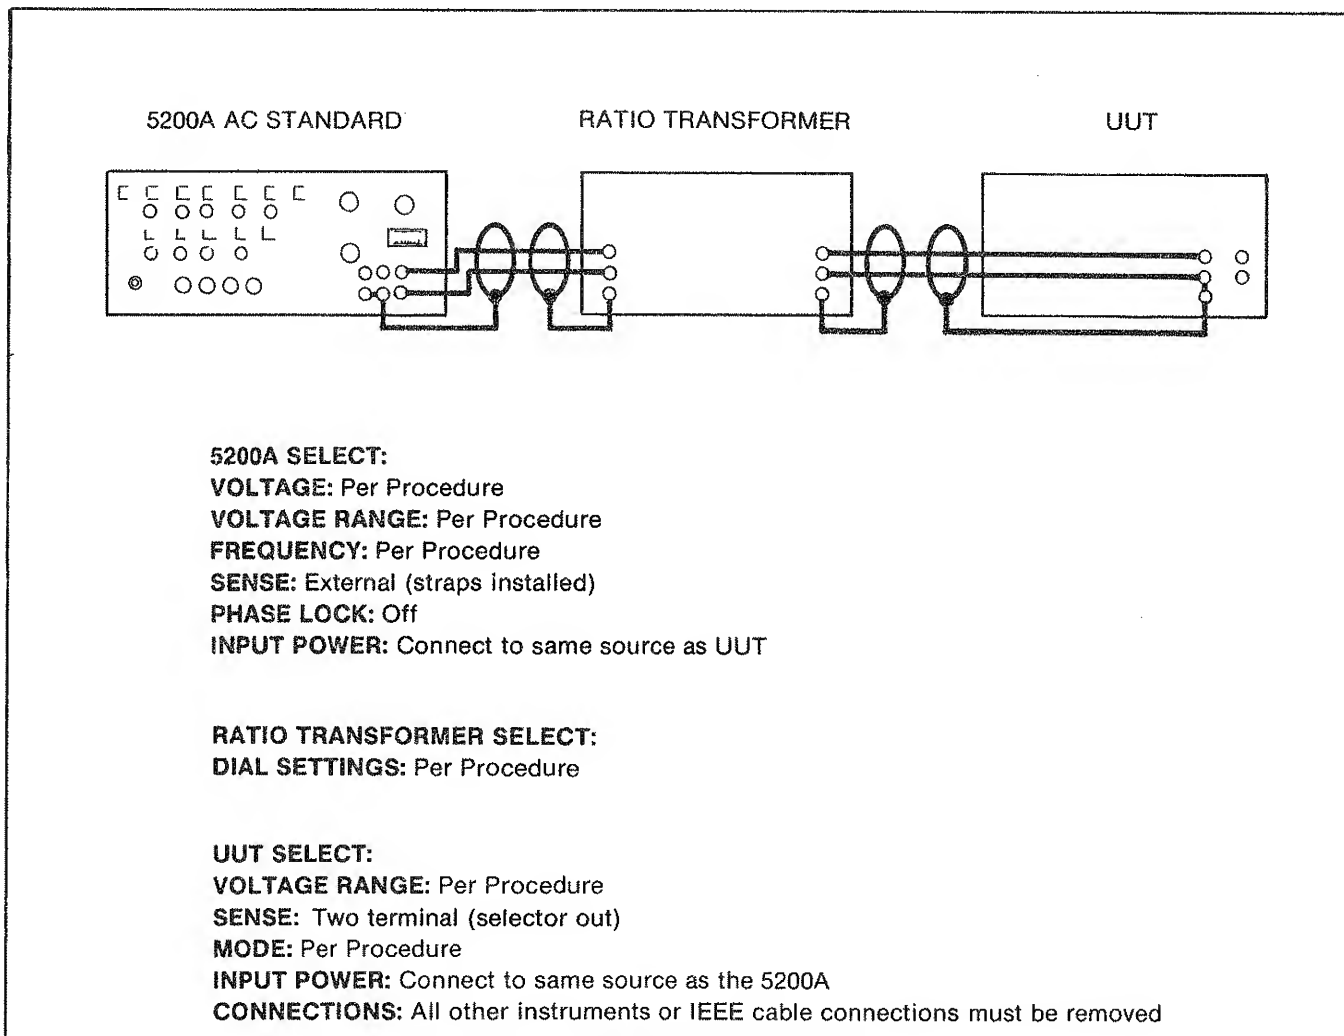 5200A AC STANDARD
RATIO TRANSFORMER
UUT
5200A SELECT:
VOLTAGE: Per Procedure
VOLTAGE RANGE: Per Procedure
FREQUENCY: Per Procedure
SENSE: External (straps installed)
PHASE LOCK: Off
INPUT POWER: Connect to same source as UUT
RATIO TRANSFORMER SELECT:
DIAL SETTINGS: Per Procedure
UUT SELECT:
VOLTAGE RANGE: Per Procedure
SENSE: Two terminal (selector out)
MODE: Per Procedure
INPUT POWER: Connect to same source as the 5200A
CONNECTIONS: All other instruments or IEEE cable connections must be removed